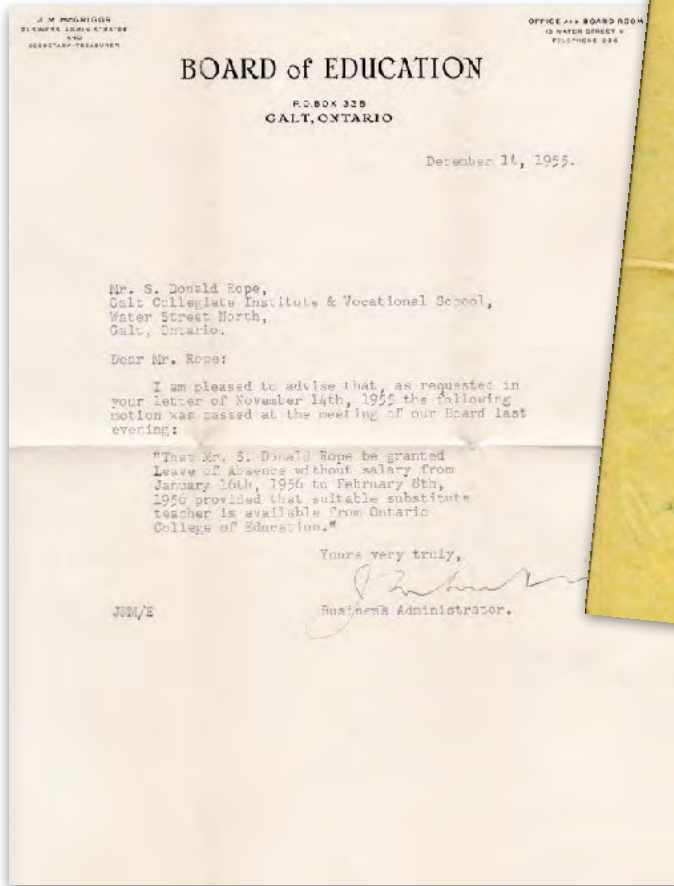 J. M. McGRIGOR
BUSINESS ADMINISTRATOR
AND
SECRETARY-TREASURER
OFFICE AND BOARD ROOM
13 WATER STREET N
TELEPHONE
BOARD of EDUCATION
P.O. BOX 335
GALT, ONTARIO
December 14, 1955.
Mr. S. Donald Rope,
Galt Collegiate Institute & Vocational School,
Water Street North,
Galt, Ontario.
Dear Mr. Rope:
I am pleased to advise that, as requested in
your letter of November 14th, 1955 the following
motion was passed at the meeting of our Board last
evening:
"That Mr. S. Donald Rope be granted
Leave of Absence without salary from
January 16th, 1956 to February 8th,
1956 provided that suitable substitute
teacher is available from Ontario
College of Education."
Yours very truly,
JMM/E
Business Administrator.